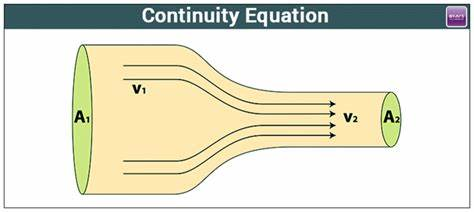 Continuity Equation
v₁
A₁
v₂
A₂